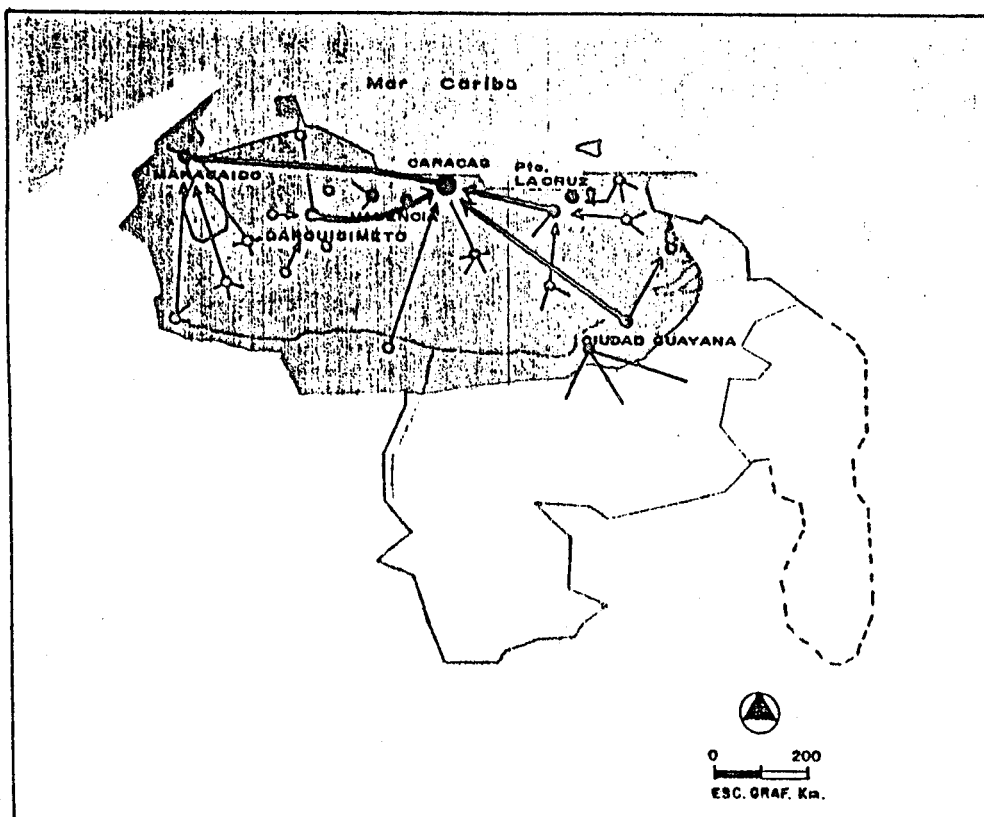 Mar Caribe
CARACAS
Pto.
LA CRUZ
MARACAIBO
VALENCIA
BARQUISIMETO
CIUDAD GUAYANA
0 200
ESC. GRAF. Km.